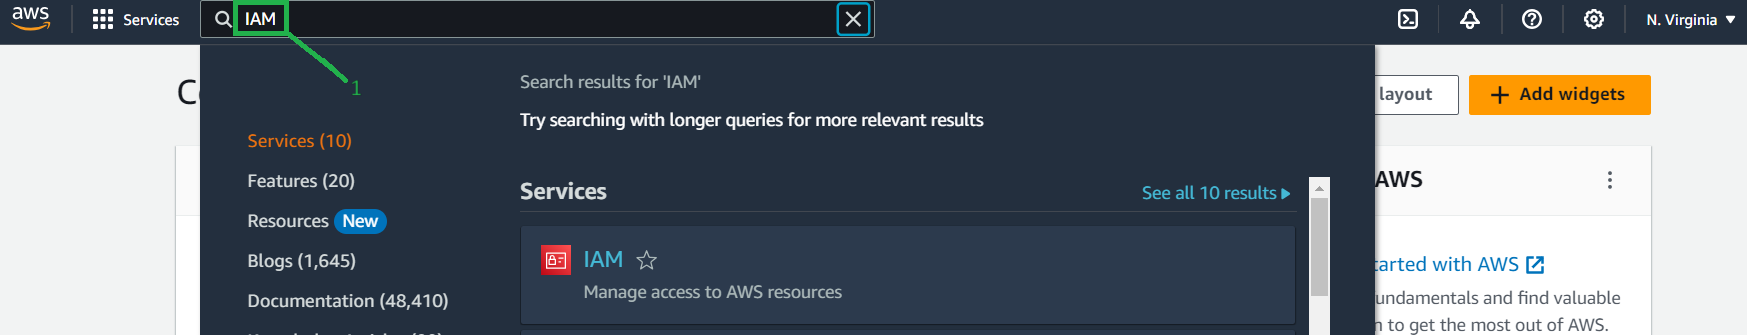 aws Services IAM N. Virginia
1
Search results for 'IAM'
layout + Add widgets
Try searching with longer queries for more relevant results
Services (10)
Features (20)
Services See all 10 results
AWS
Resources New
Blogs (1,645)
IAM
started with AWS
Manage access to AWS resources
Documentation (48,410)
undamentals and find valuable
to get the most out of AWS.